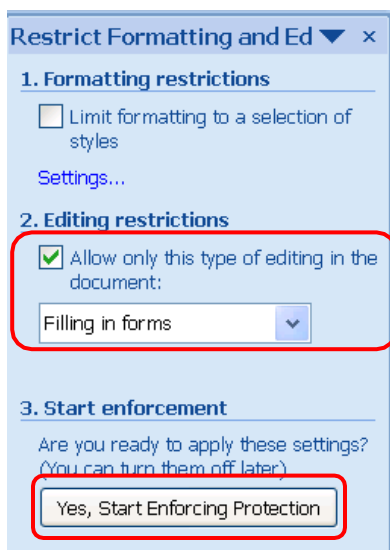 Restrict Formatting and Ed
1. Formatting restrictions
Limit formatting to a selection of
styles
Settings...
2. Editing restrictions
Allow only this type of editing in the
document:
Filling in forms
3. Start enforcement
Are you ready to apply these settings?
(You can turn them off later)
Yes, Start Enforcing Protection